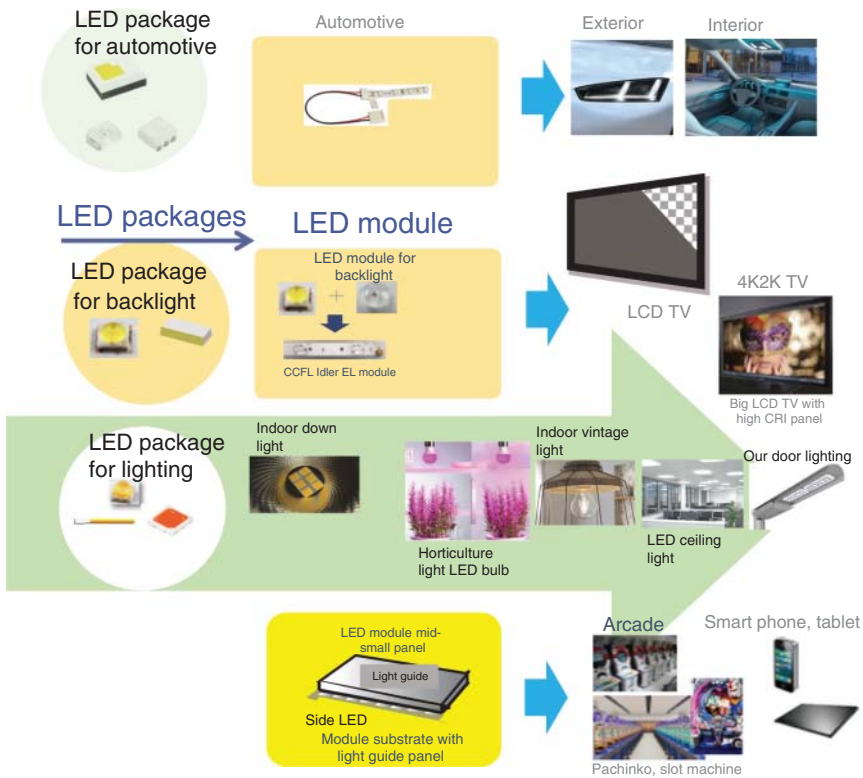 LED package
for automotive
Automotive
Exterior
Interior
LED packages
LED module
LED package
for backlight
LED module for
backlight
CCFL Idler EL module
LCD TV
4K2K TV
Big LCD TV with
high CRI panel
LED package
for lighting
Indoor down
light
Horticulture
light LED bulb
Indoor vintage
light
LED ceiling
light
Our door lighting
LED module mid-
small panel
Light guide
Side LED
Module substrate with
light guide panel
Arcade
Smart phone, tablet
Pachinko, slot machine